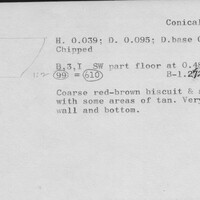 Conical
H. 0.039; D. 0.095; D.base
Chipped
B,3,I SW part floor at 0.4
99 = 610 B-1.2
Coarse red-brown biscuit &
with some areas of tan. Very
wall and bottom.